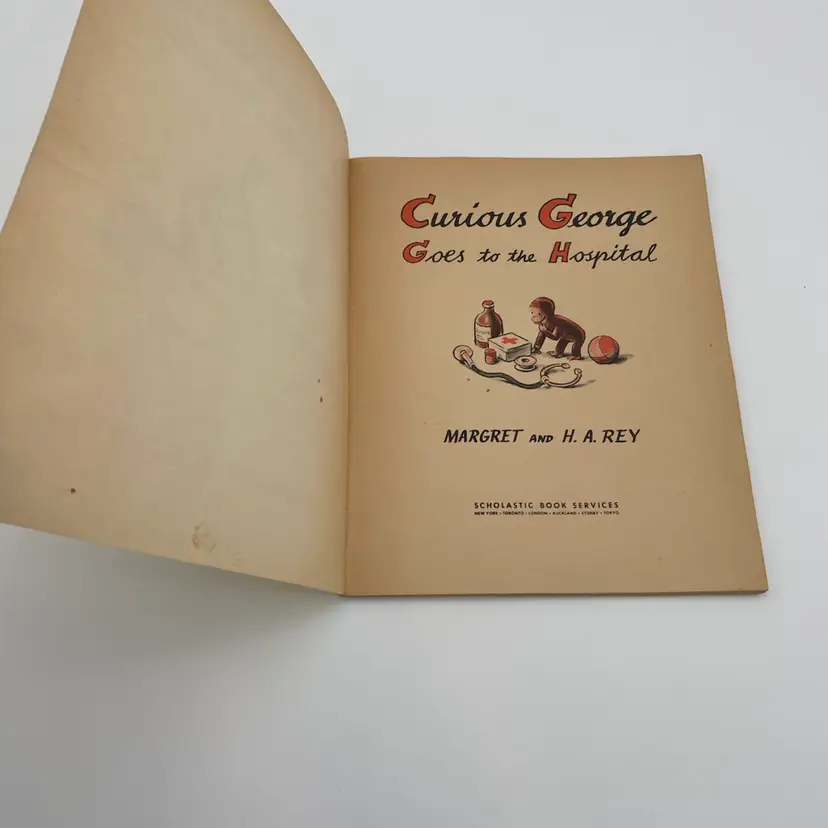 Curious George
Goes to the Hospital
MARGRET AND H. A. REY
SCHOLASTIC BOOK SERVICES
NEW YORK • TORONTO • LONDON • AUCKLAND • SYDNEY • TOKYO